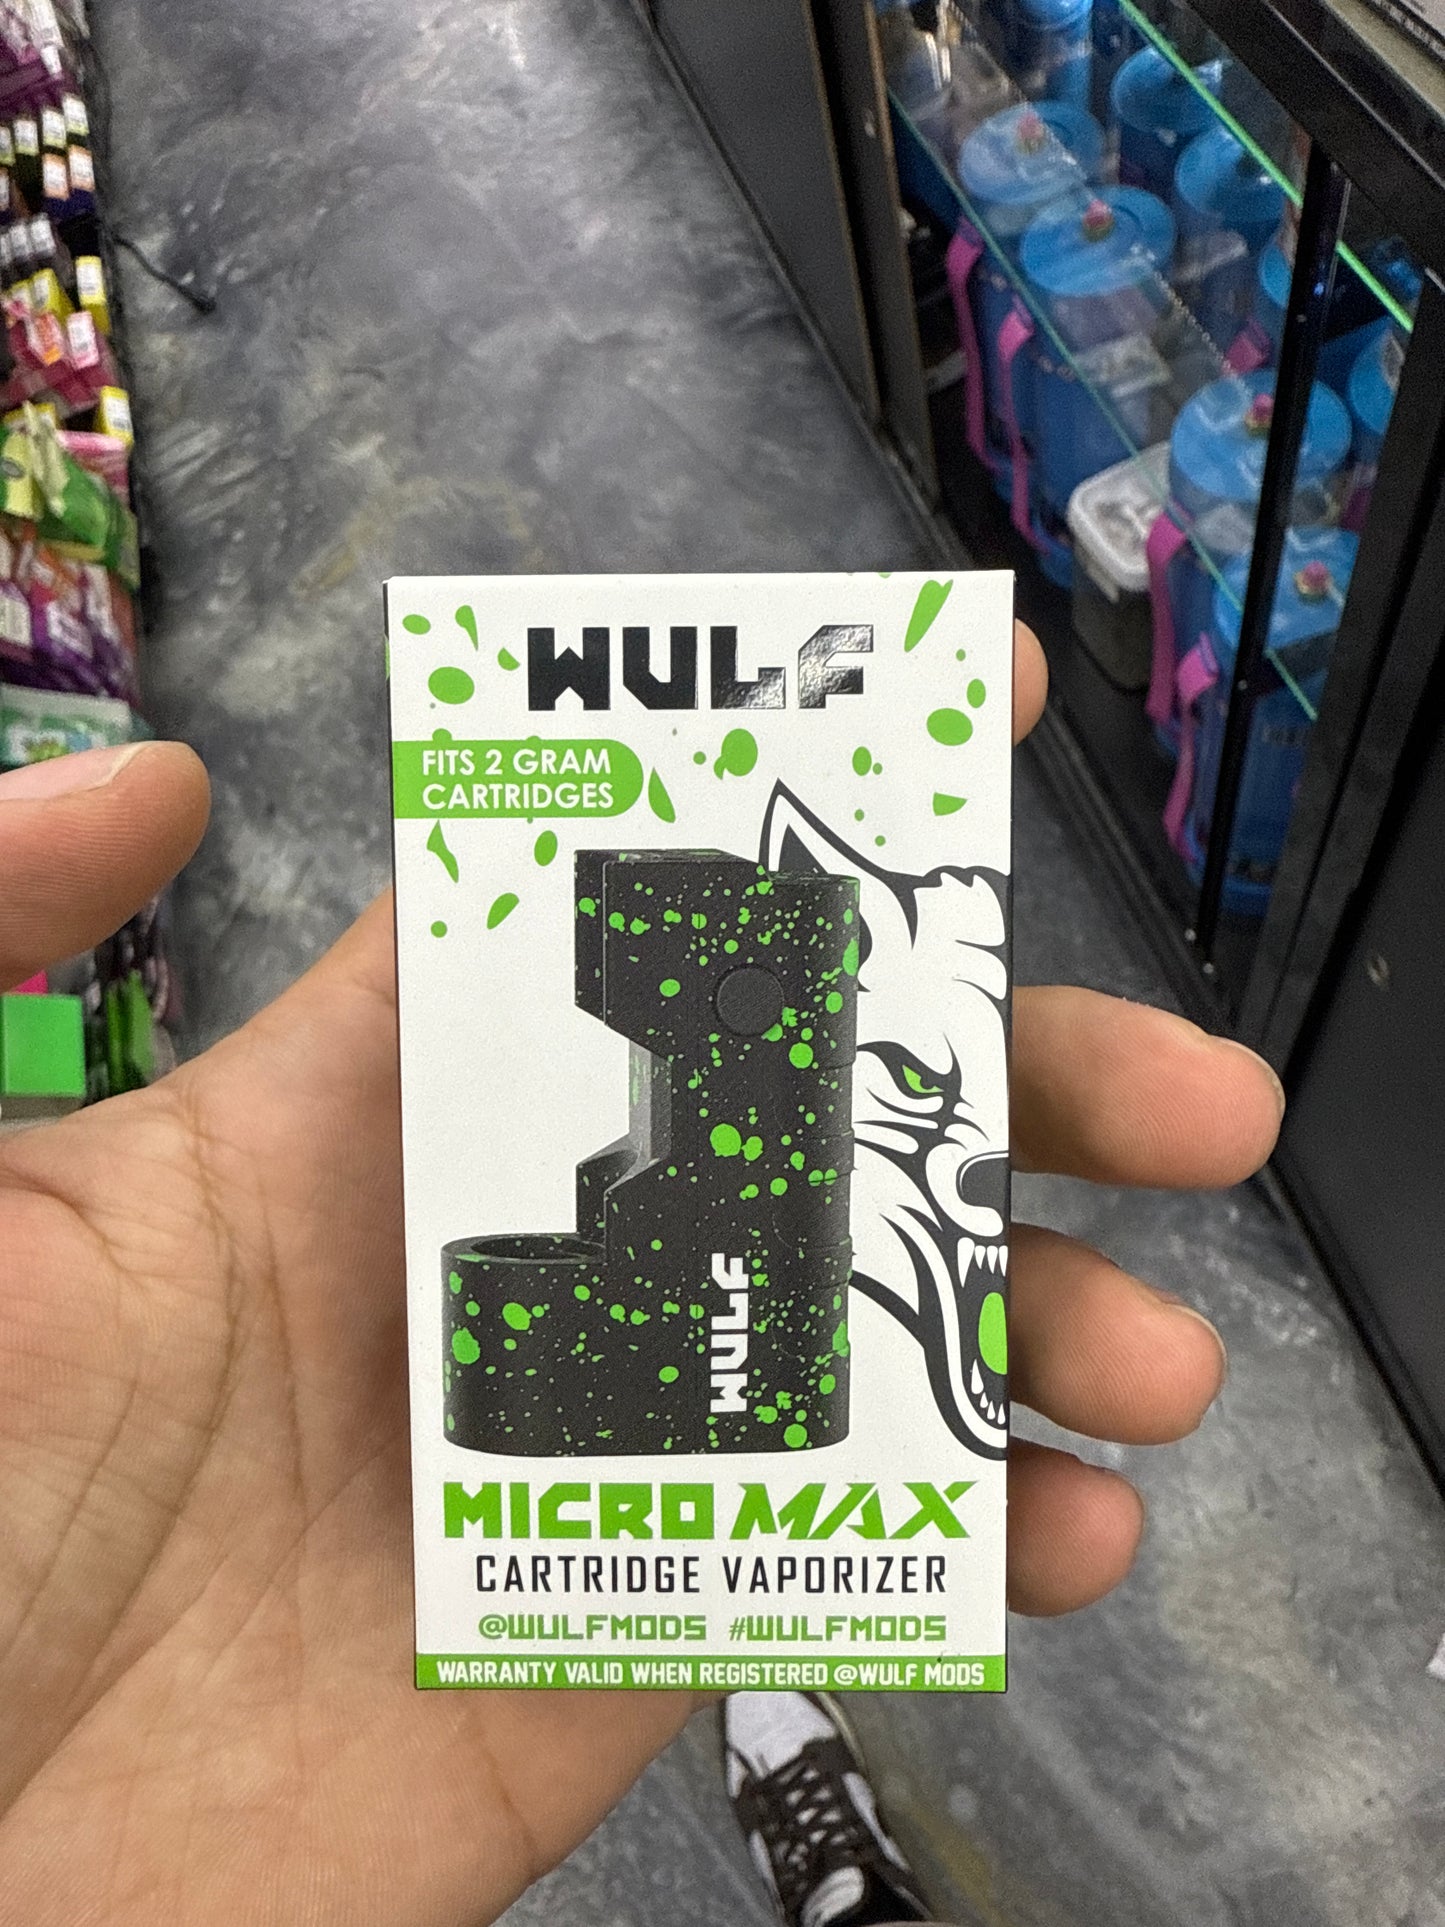 WULF
FITS 2 GRAM
CARTRIDGES
WULF
MICRO MAX
CARTRIDGE VAPORIZER
@WULFMODS #WULFMODS
WARRANTY VALID WHEN REGISTERED @WULF MODS